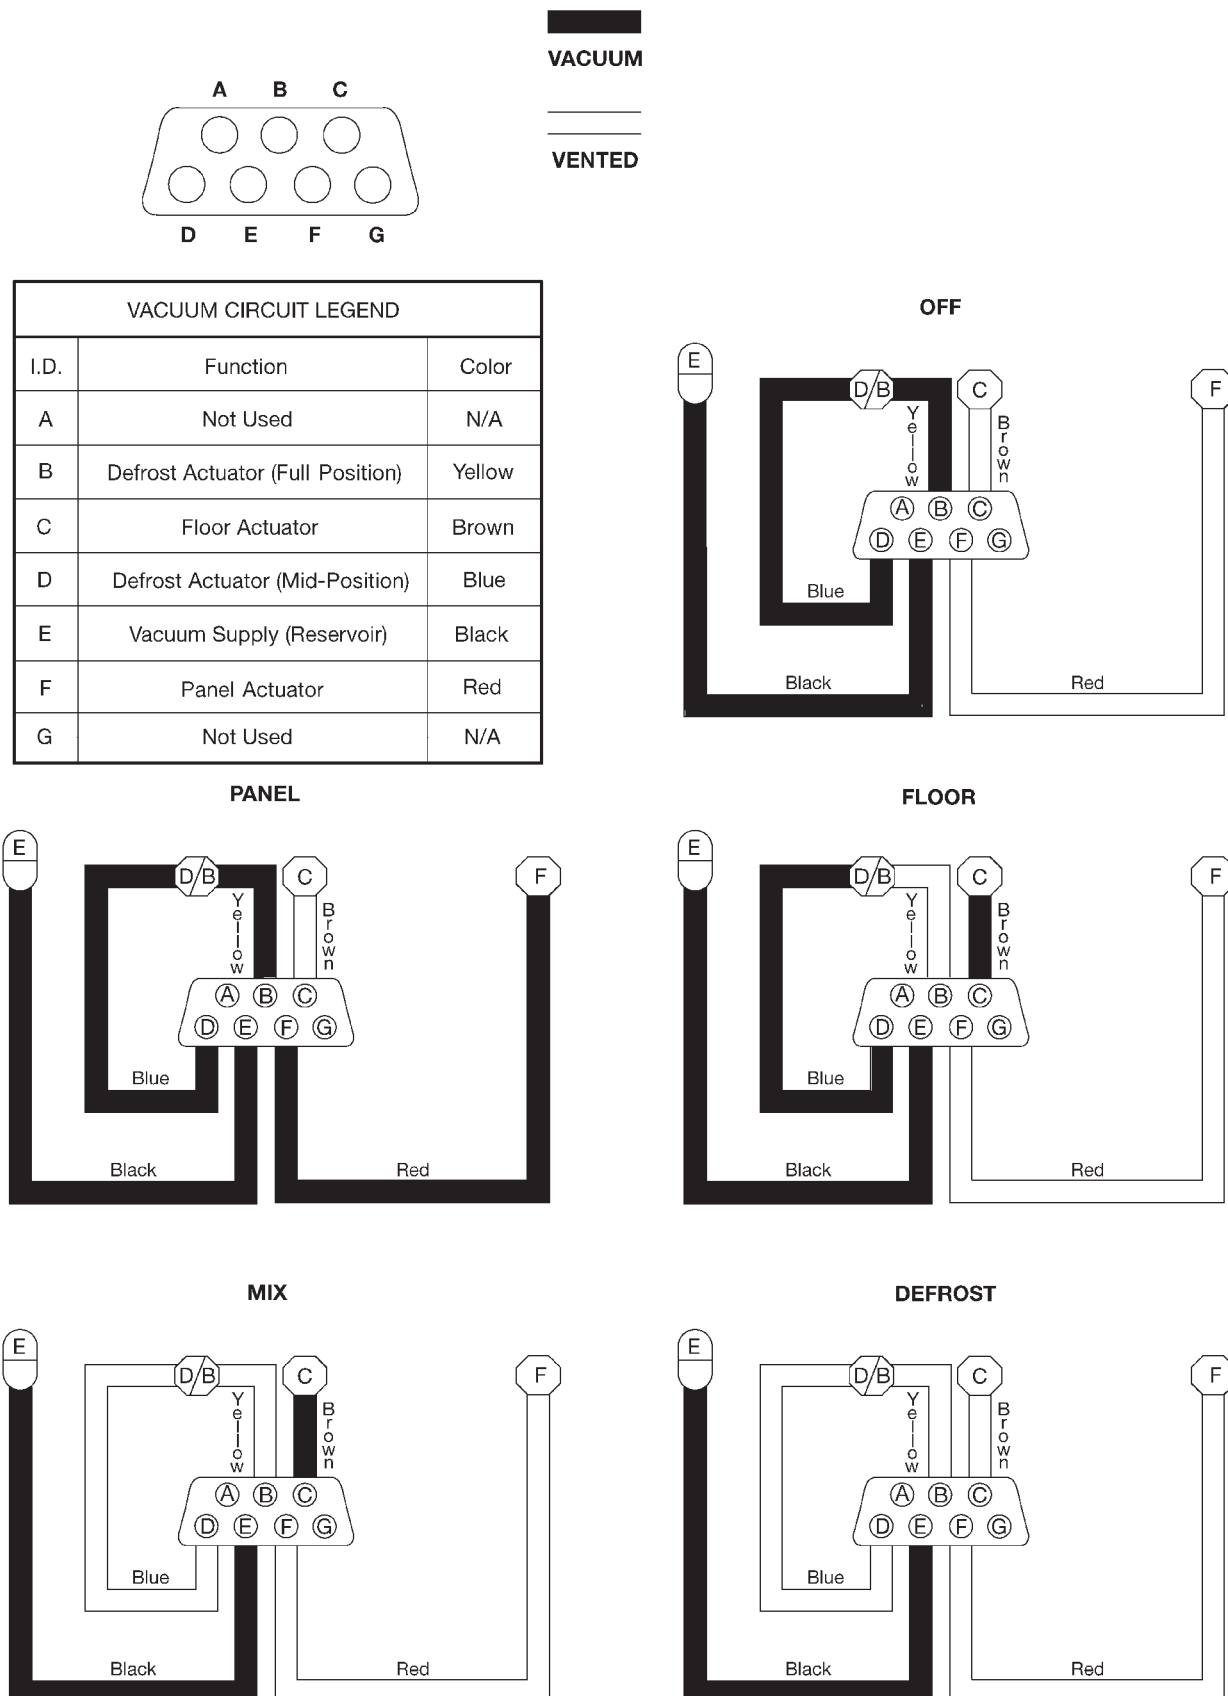 VACUUM
VENTED
A B C
D E F G
VACUUM CIRCUIT LEGEND
I.D. Function Color
A Not Used N/A
B Defrost Actuator (Full Position) Yellow
C Floor Actuator Brown
D Defrost Actuator (Mid-Position) Blue
E Vacuum Supply (Reservoir) Black
F Panel Actuator Red
G Not Used N/A
OFF
E D/B C F
Yellow Brown
A B C
D E F G
Blue
Black Red
PANEL
E D/B C F
Yellow Brown
A B C
D E F G
Blue
Black Red
FLOOR
E D/B C F
Yellow Brown
A B C
D E F G
Blue
Black Red
MIX
E D/B C F
Yellow Brown
A B C
D E F G
Blue
Black Red
DEFROST
E D/B C F
Yellow Brown
A B C
D E F G
Blue
Black Red